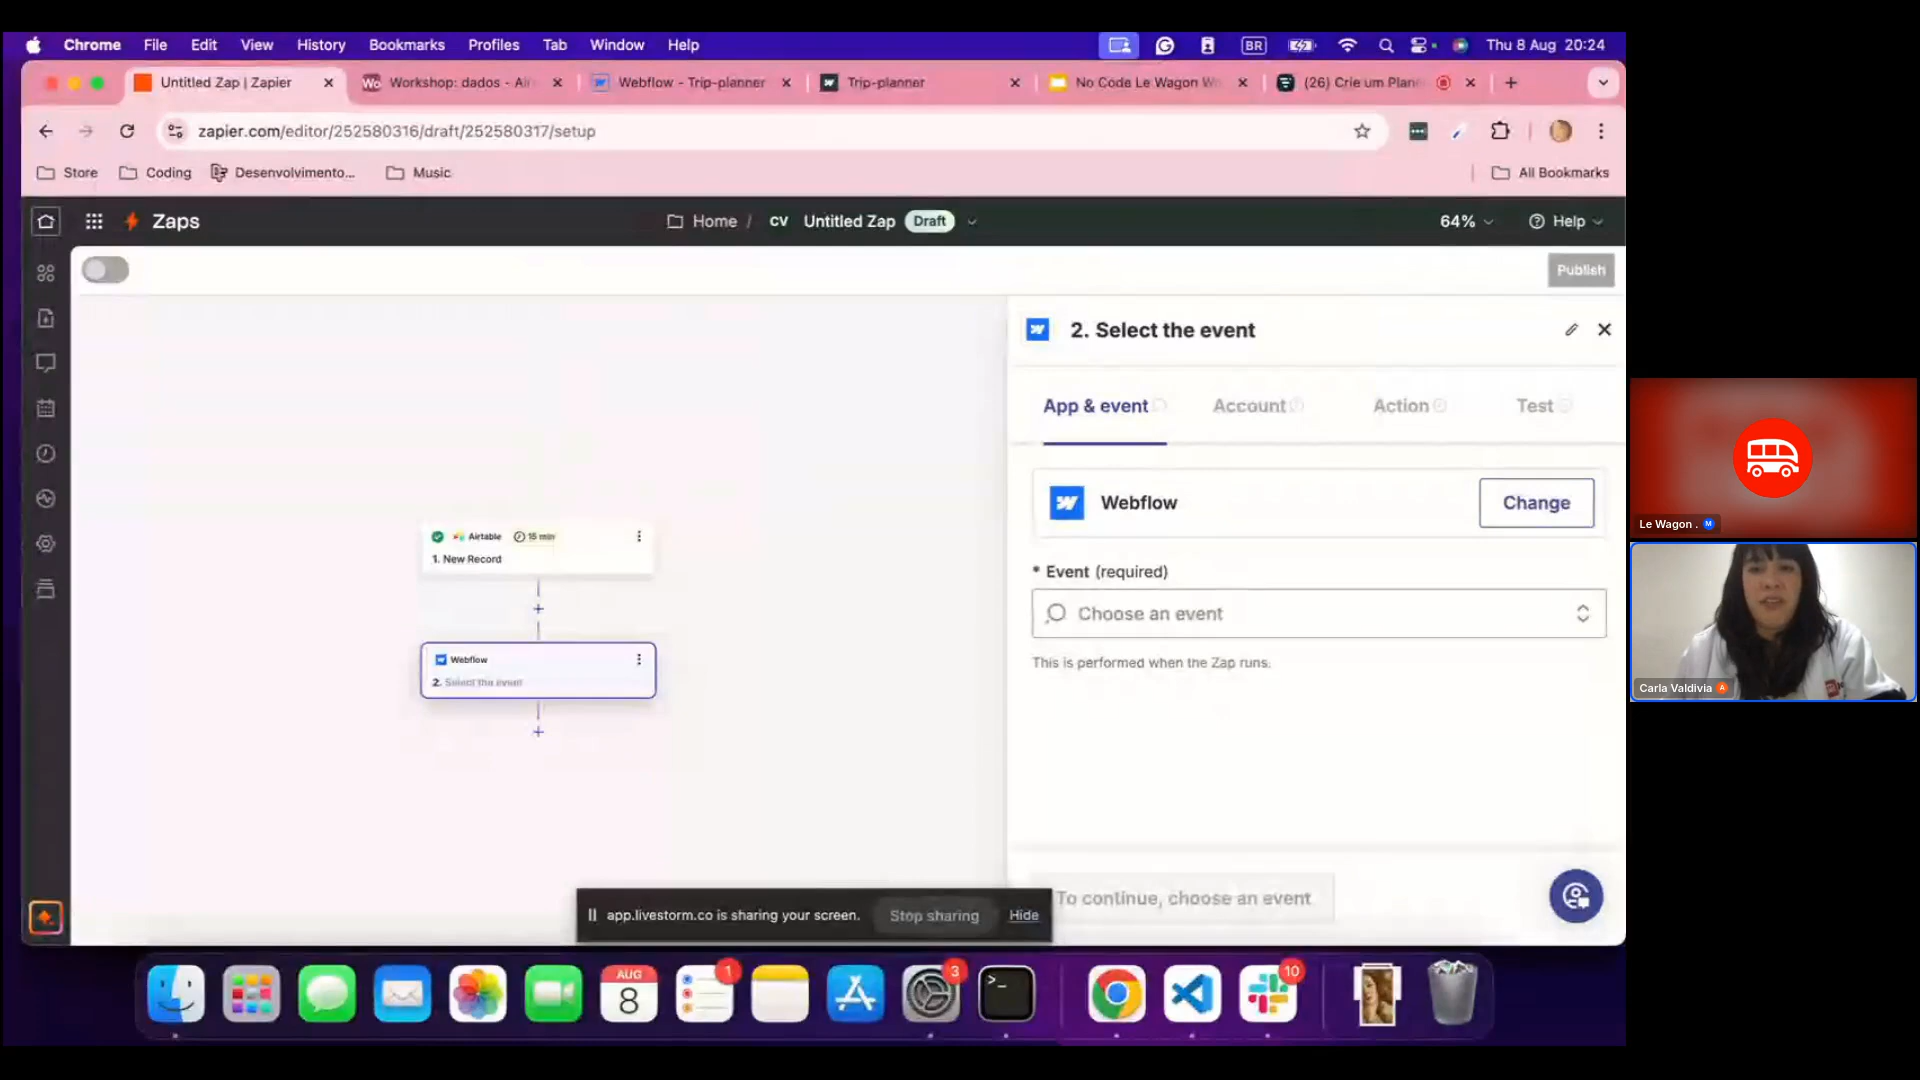 Chrome File Edit View History Bookmarks Profiles Tab Window Help BR Thu 8 Aug 20:24
Untitled Zap | Zapier Workshop: dados - Air Webflow - Trip-planner Trip-planner No Code Le Wagon W (26) Crie um Plan
zapier.com/editor/252580316/draft/252580317/setup
Store Coding Desenvolvimento... Music All Bookmarks
Zaps Home / CV Untitled Zap Draft 64% Help
Publish
2. Select the event
App & event Account Action Test
Webflow Change
* Event (required)
Choose an event
This is performed when the Zap runs.
To continue, choose an event
Airtable 15 min
1. New Record
Webflow
2. Select the event
app.livestorm.co is sharing your screen. Stop sharing Hide
AUG
8
1
3
10
Le Wagon . M
Carla Valdivia A